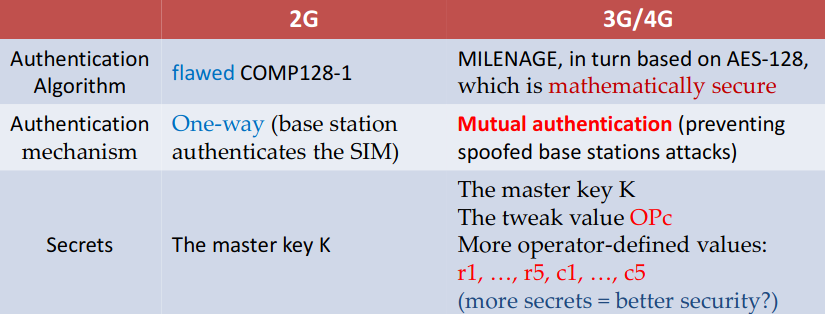 2G 3G/4G
Authentication
Algorithm
flawed COMP128-1
MILENAGE, in turn based on AES-128,
which is mathematically secure
Authentication
mechanism
One-way (base station
authenticates the SIM)
Mutual authentication (preventing
spoofed base stations attacks)
Secrets
The master key K
The master key K
The tweak value OPc
More operator-defined values:
r1, …, r5, c1, …, c5
(more secrets = better security?)